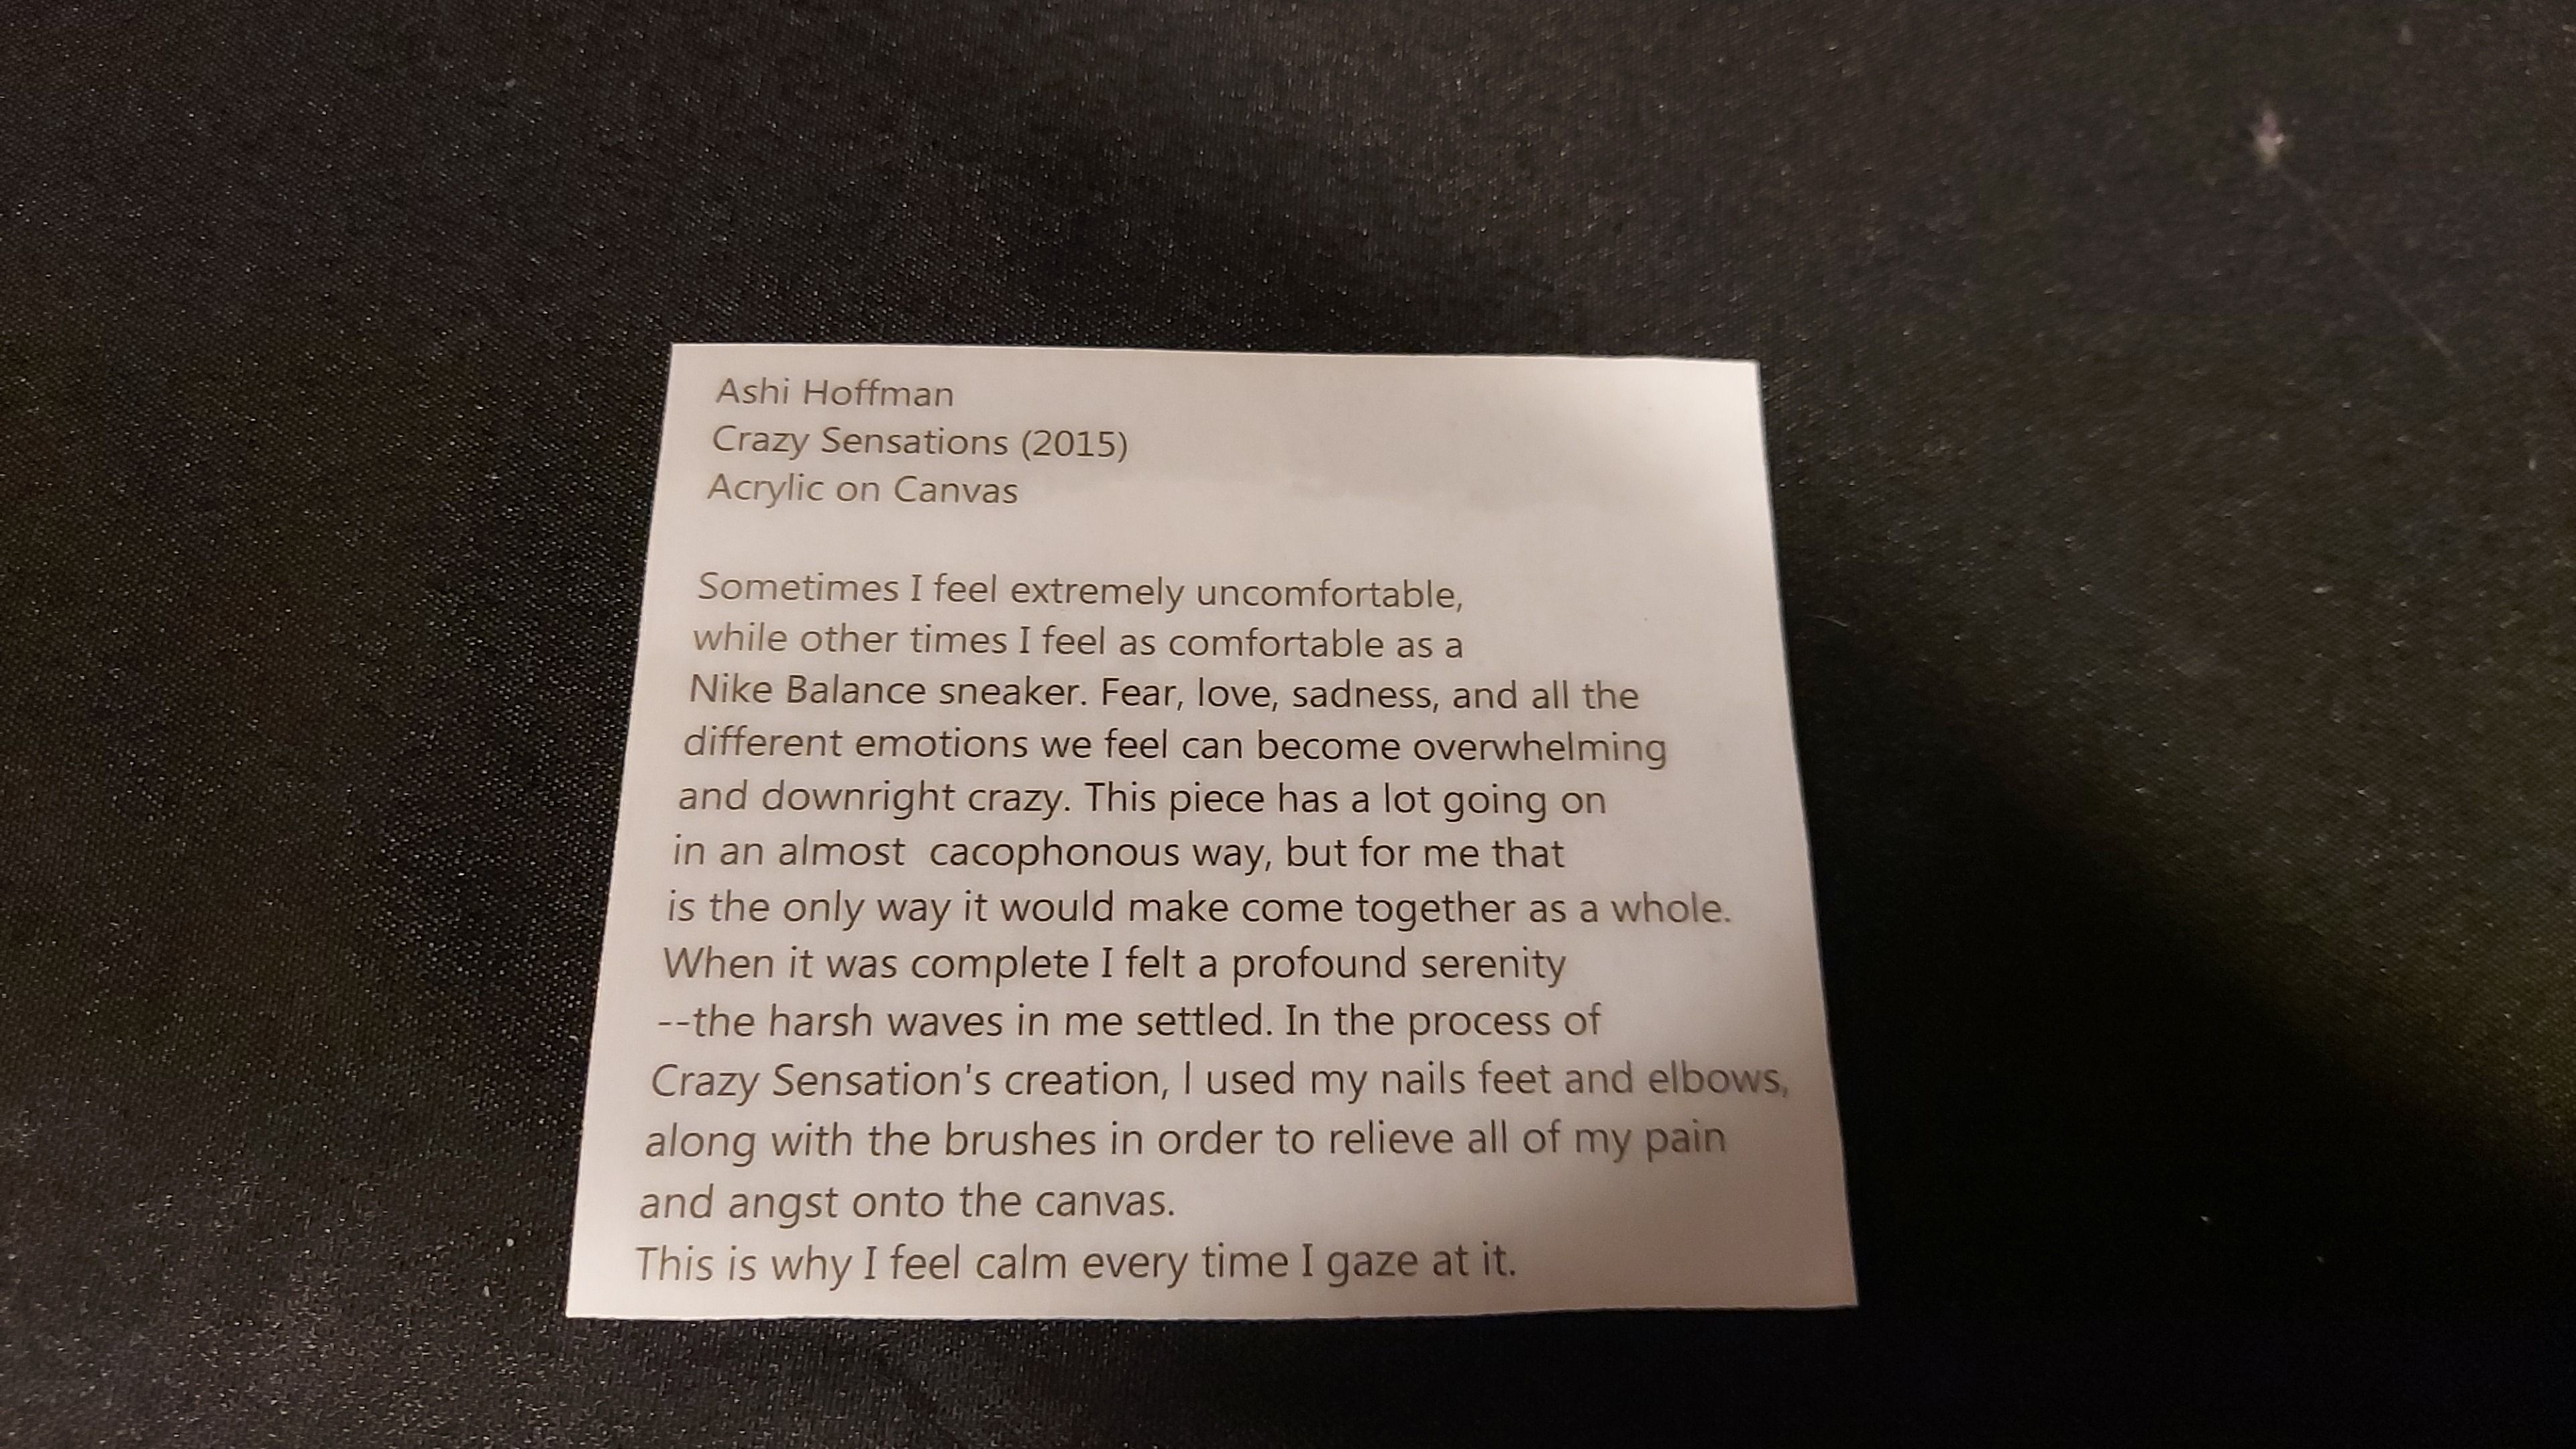 Ashi Hoffman
Crazy Sensations (2015)
Acrylic on Canvas
Sometimes I feel extremely uncomfortable,
while other times I feel as comfortable as a
Nike Balance sneaker. Fear, love, sadness, and all the
different emotions we feel can become overwhelming
and downright crazy. This piece has a lot going on
in an almost  cacophonous way, but for me that
is the only way it would make come together as a whole.
When it was complete I felt a profound serenity
--the harsh waves in me settled. In the process of
Crazy Sensation's creation, I used my nails feet and elbows,
along with the brushes in order to relieve all of my pain
and angst onto the canvas.
This is why I feel calm every time I gaze at it.